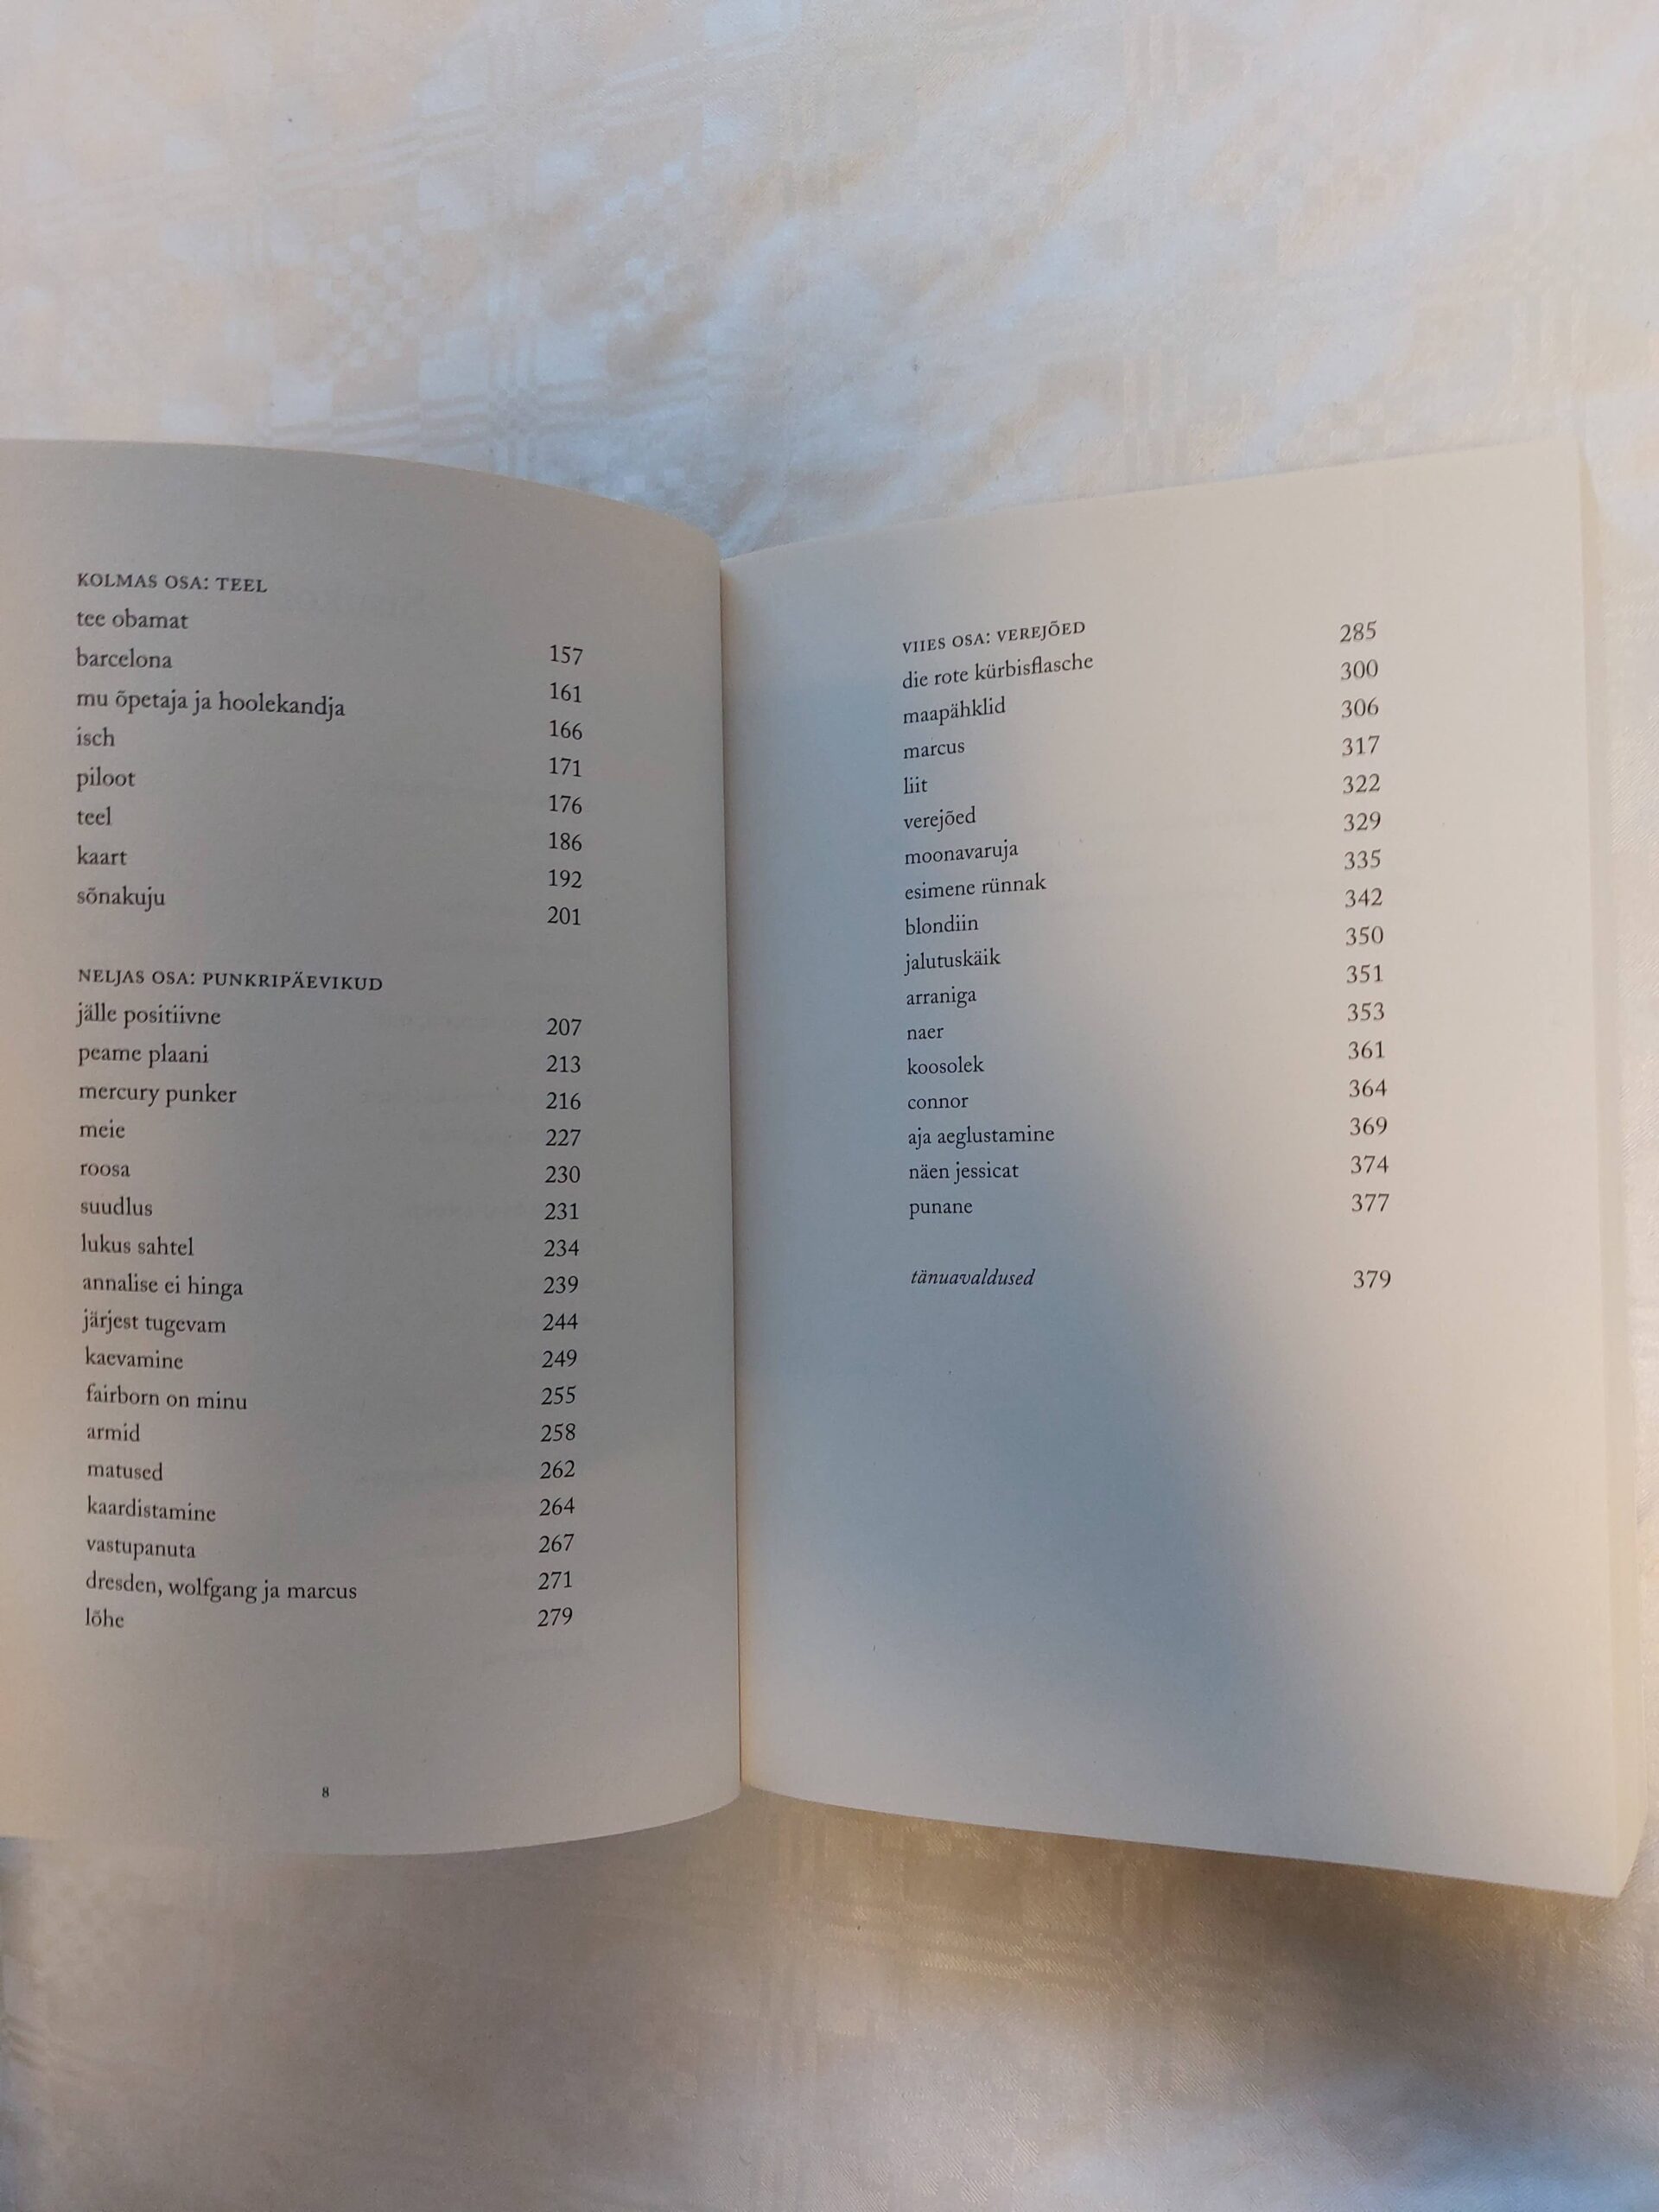 KOLMAS OSA: TEEL
tee obamat 157
barcelona 161
mu õpetaja ja hoolekandja 166
isch 171
piloot 176
teel 186
kaart 192
sõnakuju 201
NELJAS OSA: PUNKRIPÄEVIKUD
jälle positiivne 207
peame plaani 213
mercury punker 216
meie 227
roosa 230
suudlus 231
lukus sahtel 234
annalise ei hinga 239
järjest tugevam 244
kaevamine 249
fairborn on minu 255
armid 258
matused 262
kaardistamine 264
vastupanuta 267
dresden, wolfgang ja marcus 271
lõhe 279
8
VIIES OSA: VEREJÕED
die rote kürbisflasche 285
maapähklid 300
marcus 306
liit 317
verejõed 322
moonavaruja 329
esimene rünnak 335
blondiin 342
jalutuskäik 350
arraniga 351
naer 353
koosolek 361
connor 364
aja aeglustamine 369
näen jessicat 374
punane 377
tänuavaldused 379